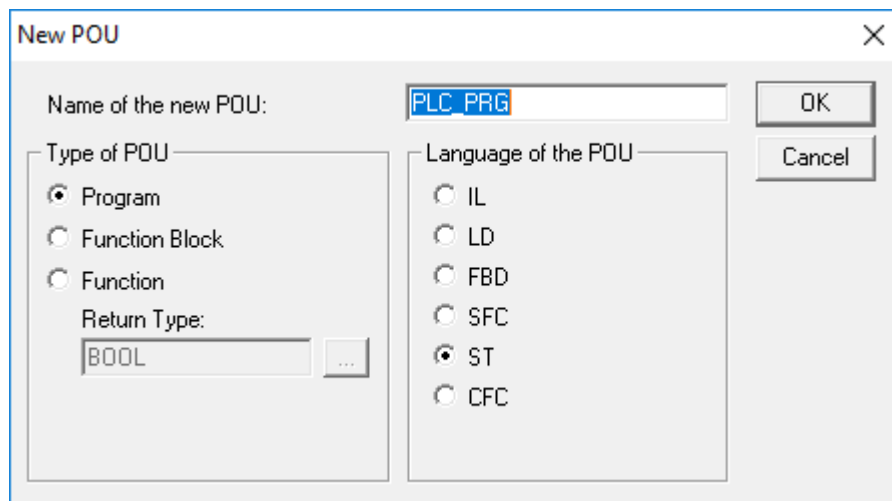 New POU
Name of the new POU:
PLC_PRG
OK
Cancel
Type of POU
Program
Function Block
Function
Return Type:
BOOL
...
Language of the POU
IL
LD
FBD
SFC
ST
CFC